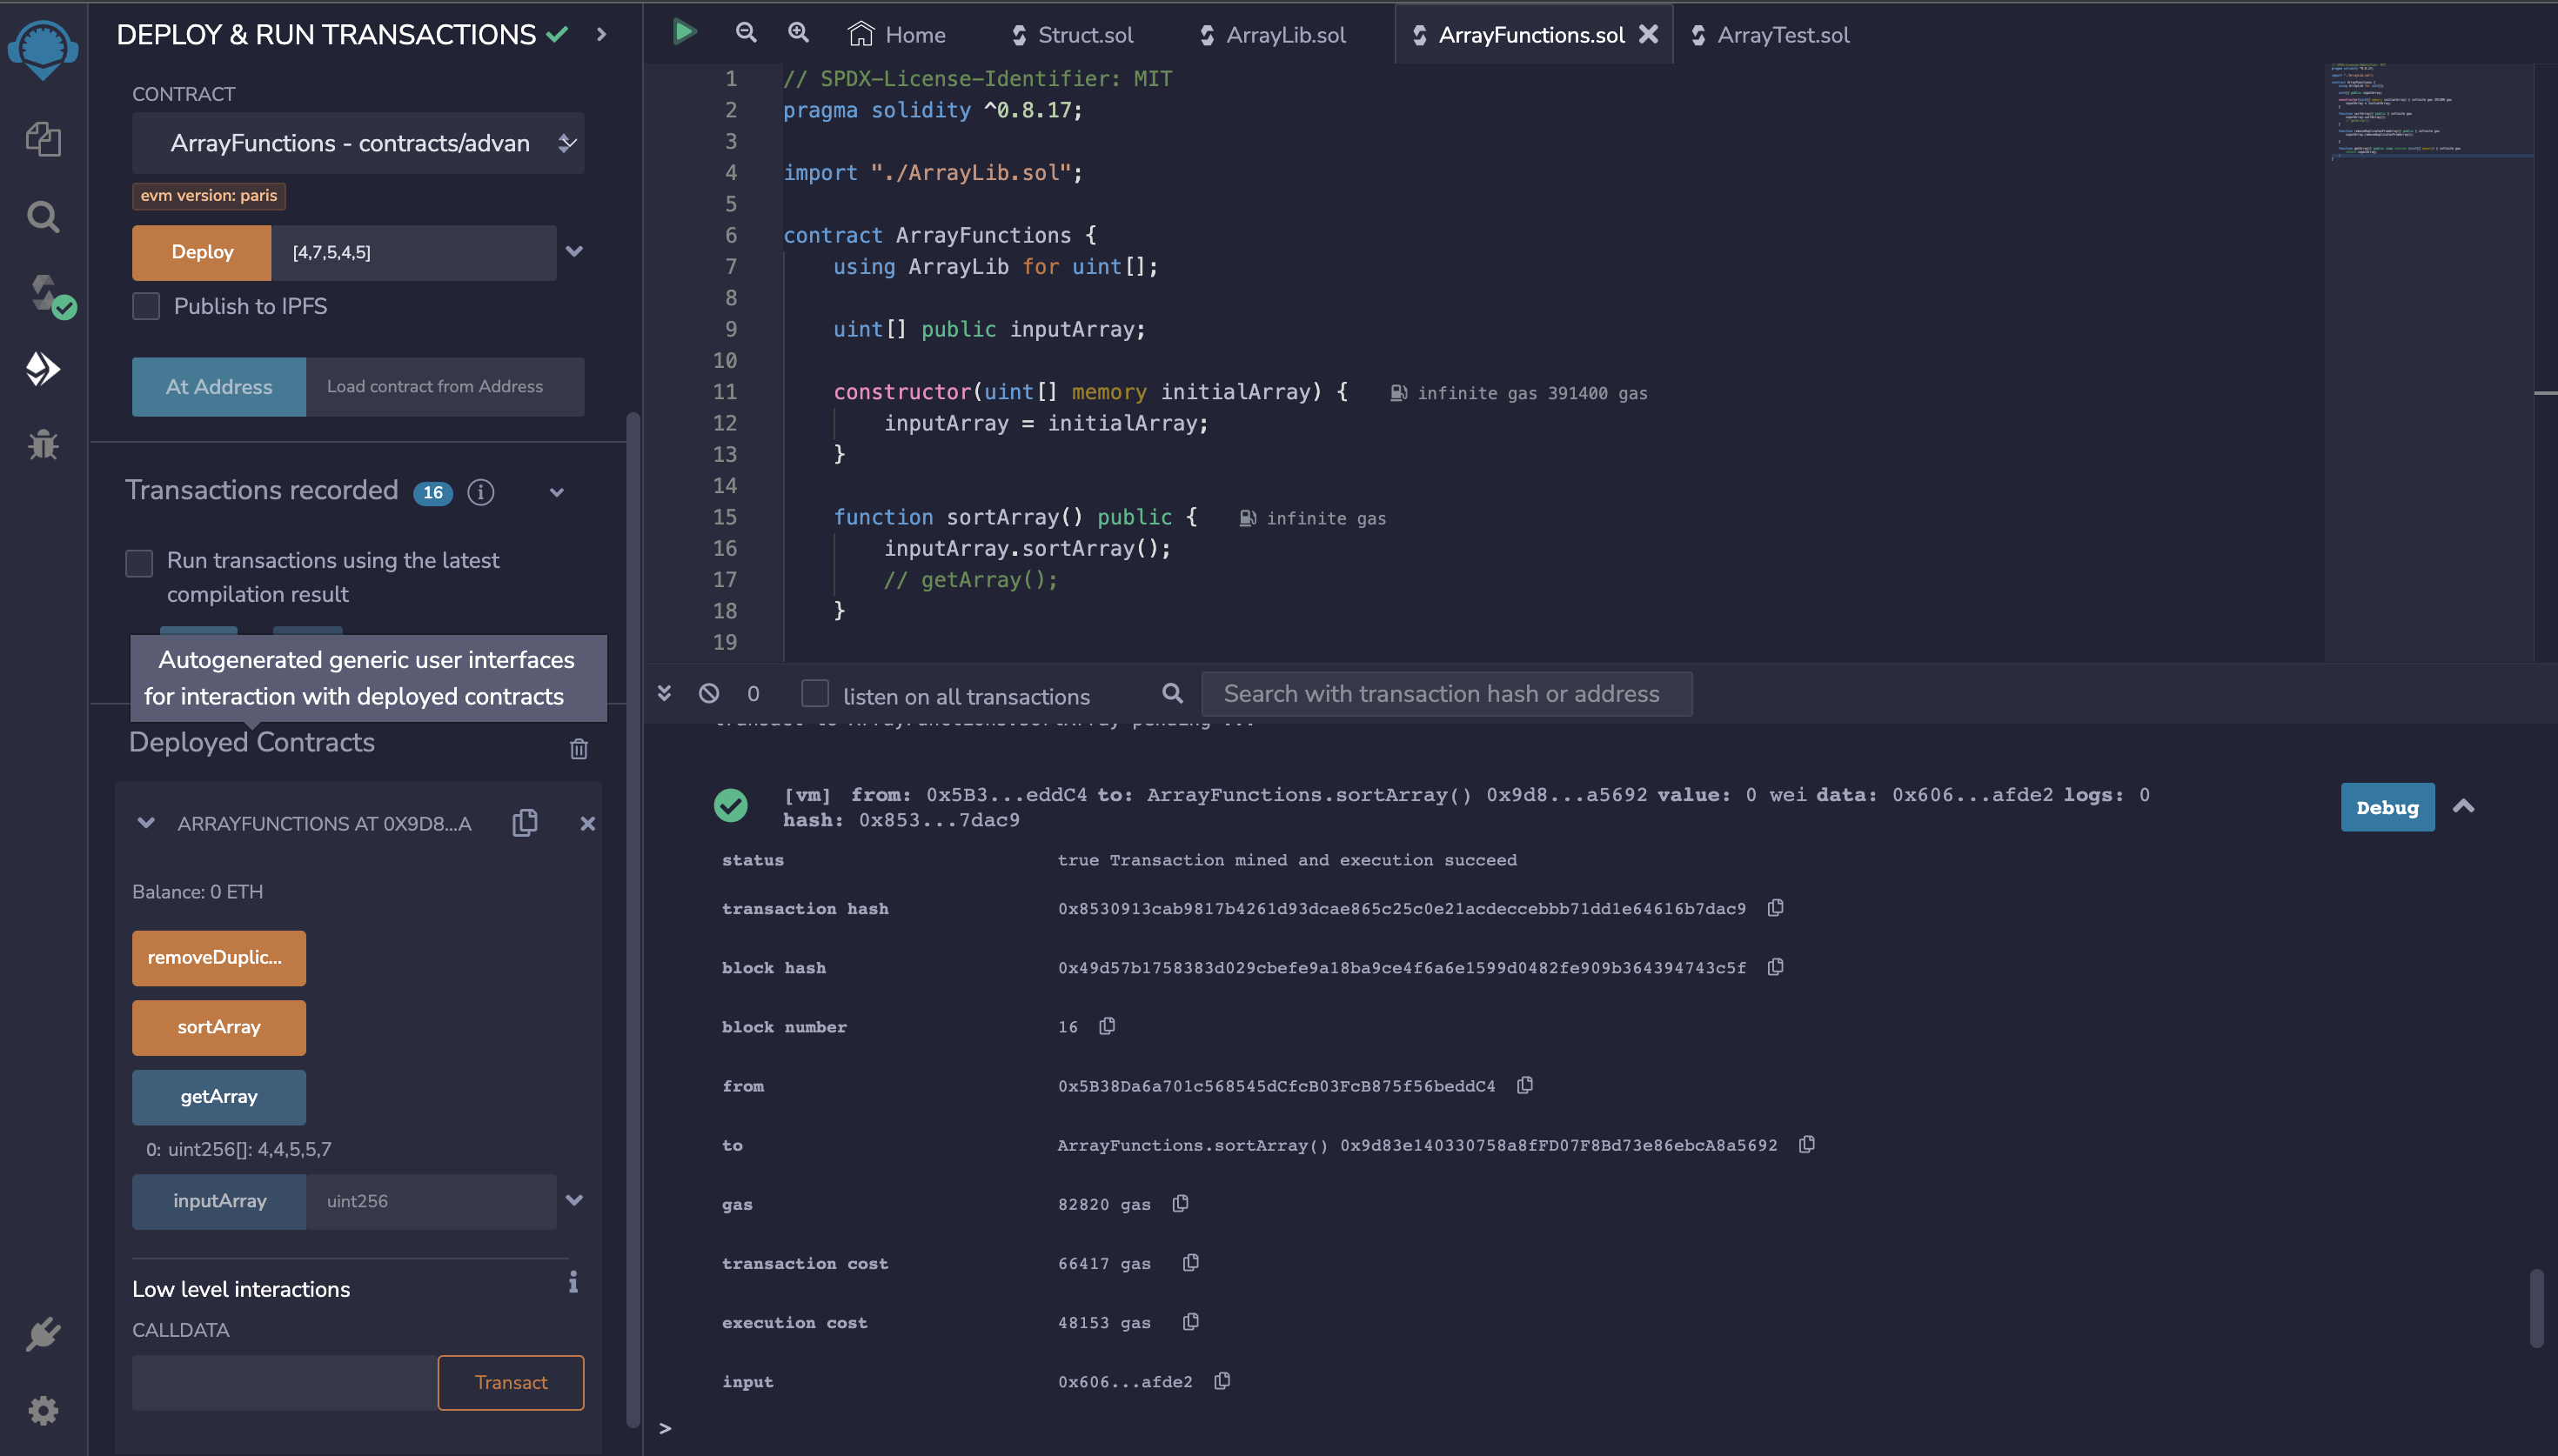 DEPLOY & RUN TRANSACTIONS
CONTRACT
ArrayFunctions - contracts/advan
evm version: paris
Deploy [4,7,5,4,5]
Publish to IPFS
At Address Load contract from Address
Transactions recorded 16 i
Run transactions using the latest
compilation result
Autogenerated generic user interfaces
for interaction with deployed contracts
Deployed Contracts
ARRAYFUNCTIONS AT 0X9D8...A
Balance: 0 ETH
removeDuplic...
sortArray
getArray
0: uint256[]: 4,4,5,5,7
inputArray uint256
Low level interactions i
CALLDATA
Transact
Home Struct.sol ArrayLib.sol ArrayFunctions.sol ArrayTest.sol
1 // SPDX-License-Identifier: MIT
2 pragma solidity ^0.8.17;
3
4 import "./ArrayLib.sol";
5
6 contract ArrayFunctions {
7 using ArrayLib for uint[];
8
9 uint[] public inputArray;
10
11 constructor(uint[] memory initialArray) { infinite gas 391400 gas
12 inputArray = initialArray;
13 }
14
15 function sortArray() public { infinite gas
16 inputArray.sortArray();
17 // getArray();
18 }
19
0 listen on all transactions Search with transaction hash or address
transact to ArrayFunctions.sortArray pending ...
[vm] from: 0x5B3...eddC4 to: ArrayFunctions.sortArray() 0x9d8...a5692 value: 0 wei data: 0x606...afde2 logs: 0
hash: 0x853...7dac9
Debug
status true Transaction mined and execution succeed
transaction hash 0x8530913cab9817b4261d93dcae865c25c0e21acdeccebbb71dd1e64616b7dac9
block hash 0x49d57b1758383d029cbefe9a18ba9ce4f6a6e1599d0482fe909b364394743c5f
block number 16
from 0x5B38Da6a701c568545dCfcB03FcB875f56beddC4
to ArrayFunctions.sortArray() 0x9d83e140330758a8fFD07F8Bd73e86ebcA8a5692
gas 82820 gas
transaction cost 66417 gas
execution cost 48153 gas
input 0x606...afde2
>